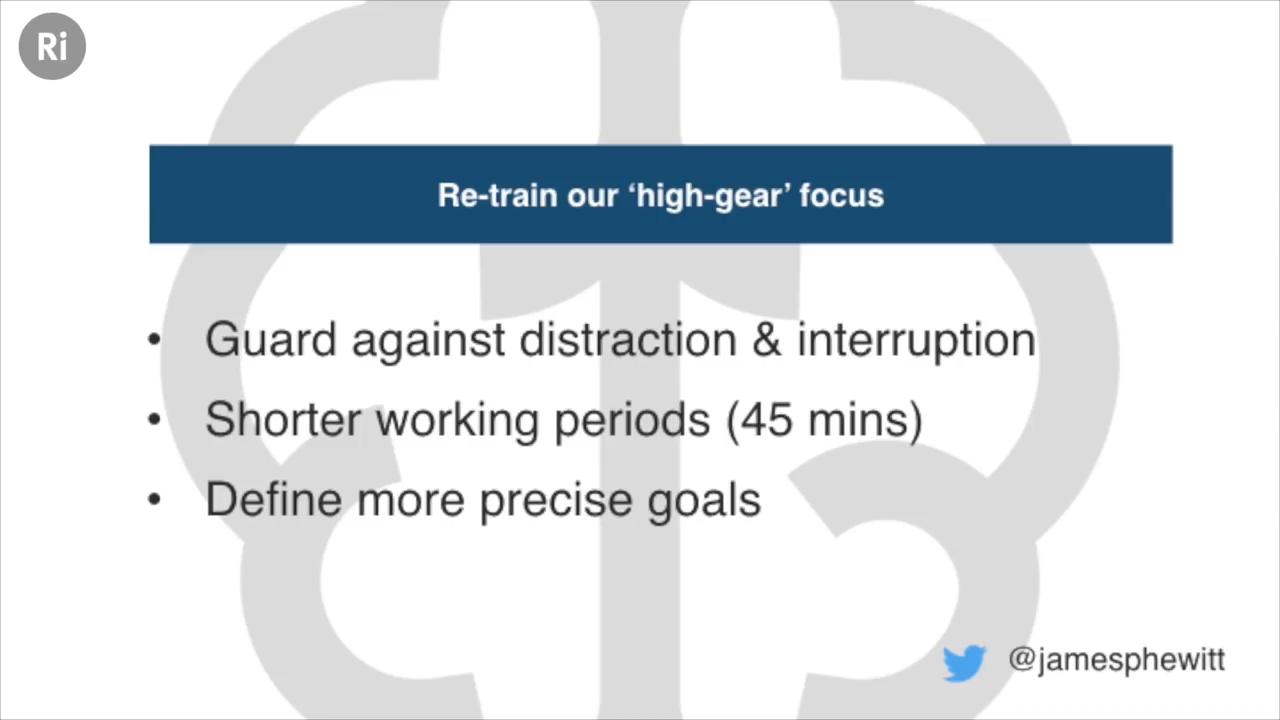 Ri
Re-train our ‘high-gear’ focus
• Guard against distraction & interruption
• Shorter working periods (45 mins)
• Define more precise goals
@jamesphewitt